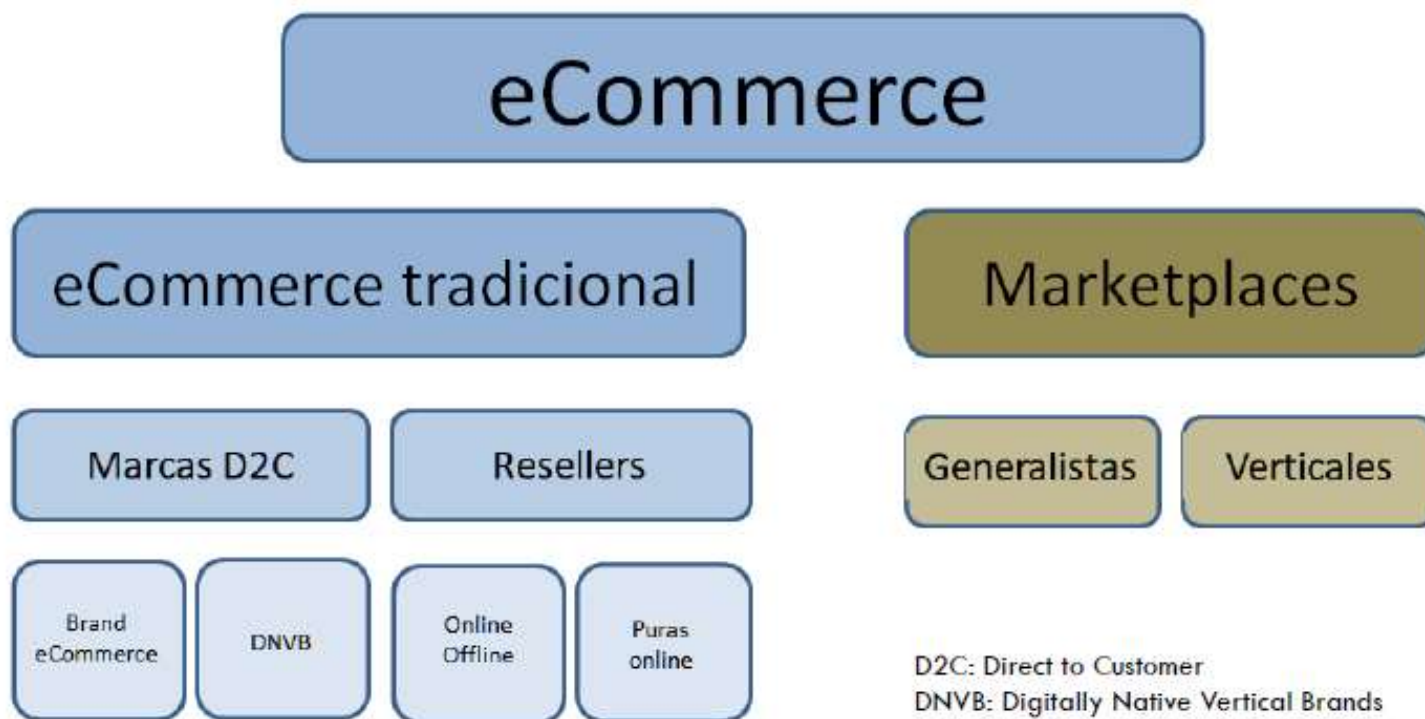 eCommerce
eCommerce tradicional
Marketplaces
Marcas D2C
Resellers
Generalistas
Verticales
Brand
eCommerce
DNVB
Online
Offline
Puras
online
D2C: Direct to Customer
DNVB: Digitally Native Vertical Brands